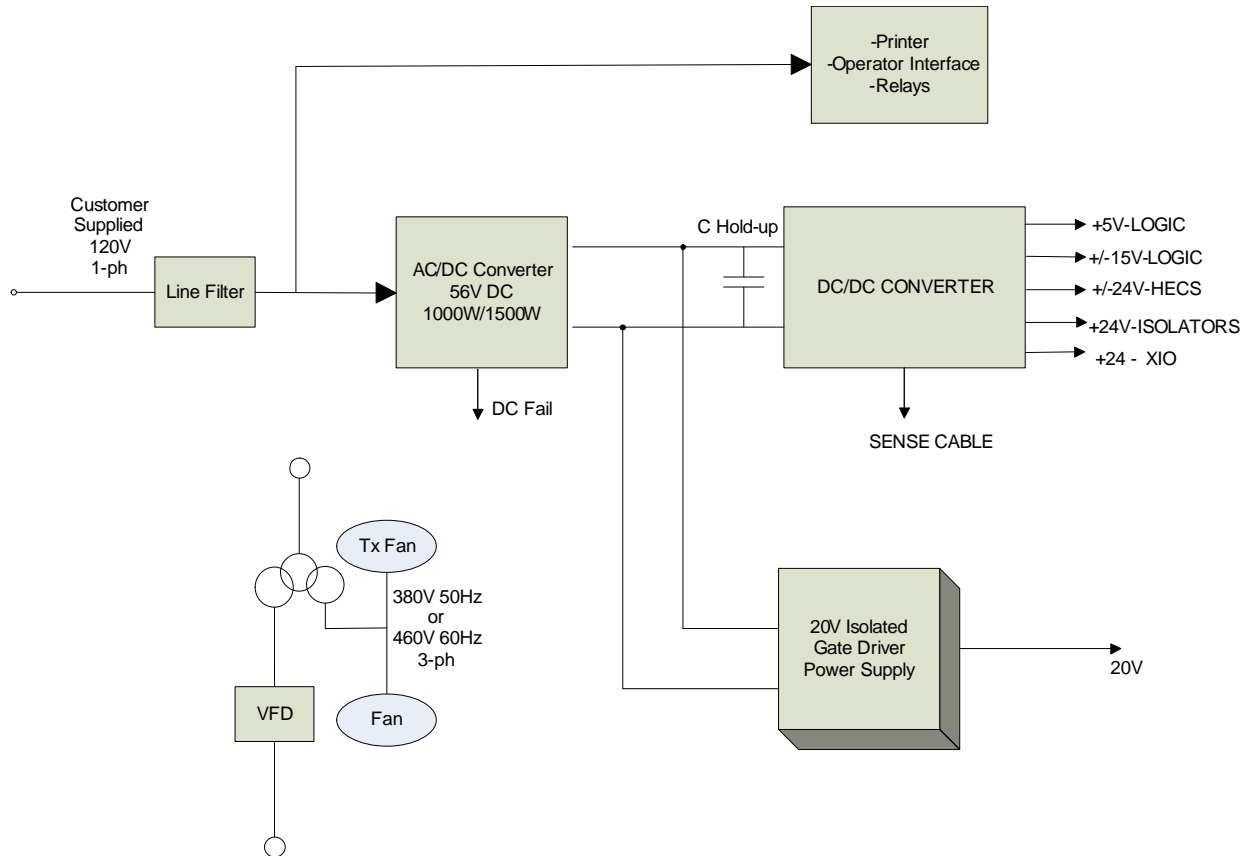 -Printer
-Operator Interface
-Relays
Customer
Supplied
120V
1-ph
Line Filter
AC/DC Converter
56V DC
1000W/1500W
DC Fail
C Hold-up
DC/DC CONVERTER
+5V-LOGIC
+/-15V-LOGIC
+/-24V-HECS
+24V-ISOLATORS
+24 - XIO
SENSE CABLE
Tx Fan
380V 50Hz
or
460V 60Hz
3-ph
VFD
Fan
20V Isolated
Gate Driver
Power Supply
20V